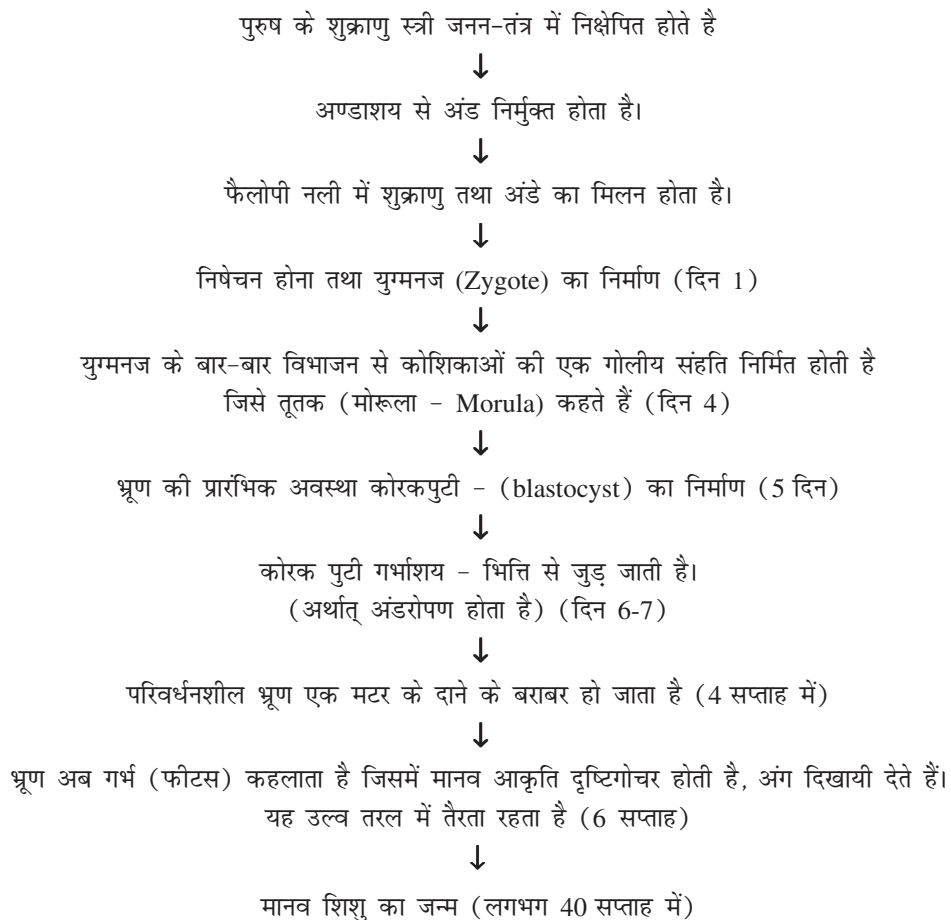 पुरुष के शुक्राणु स्त्री जनन-तंत्र में निक्षेपित होते है
↓
अण्डाशय से अंड निर्मुक्त होता है।
↓
फैलोपी नली में शुक्राणु तथा अंडे का मिलन होता है।
↓
निषेचन होना तथा युग्मनज (Zygote) का निर्माण (दिन 1)
↓
युग्मनज के बार-बार विभाजन से कोशिकाओं की एक गोलीय संहति निर्मित होती है
जिसे तूतक (मोरूला - Morula) कहते हैं (दिन 4)
↓
भ्रूण की प्रारंभिक अवस्था कोरकपुटी - (blastocyst) का निर्माण (5 दिन)
↓
कोरक पुटी गर्भाशय - भित्ति से जुड़ जाती है।
(अर्थात् अंडरोपण होता है) (दिन 6-7)
↓
परिवर्धनशील भ्रूण एक मटर के दाने के बराबर हो जाता है (4 सप्ताह में)
↓
भ्रूण अब गर्भ (फीटस) कहलाता है जिसमें मानव आकृति दृष्टिगोचर होती है, अंग दिखायी देते हैं।
यह उल्व तरल में तैरता रहता है (6 सप्ताह)
↓
मानव शिशु का जन्म (लगभग 40 सप्ताह में)